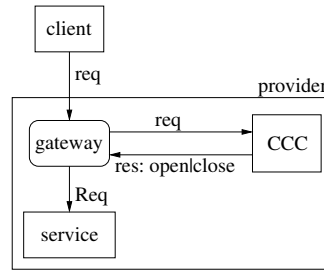 client
req
provider
req
gateway
CCC
res: open|close
Req
service